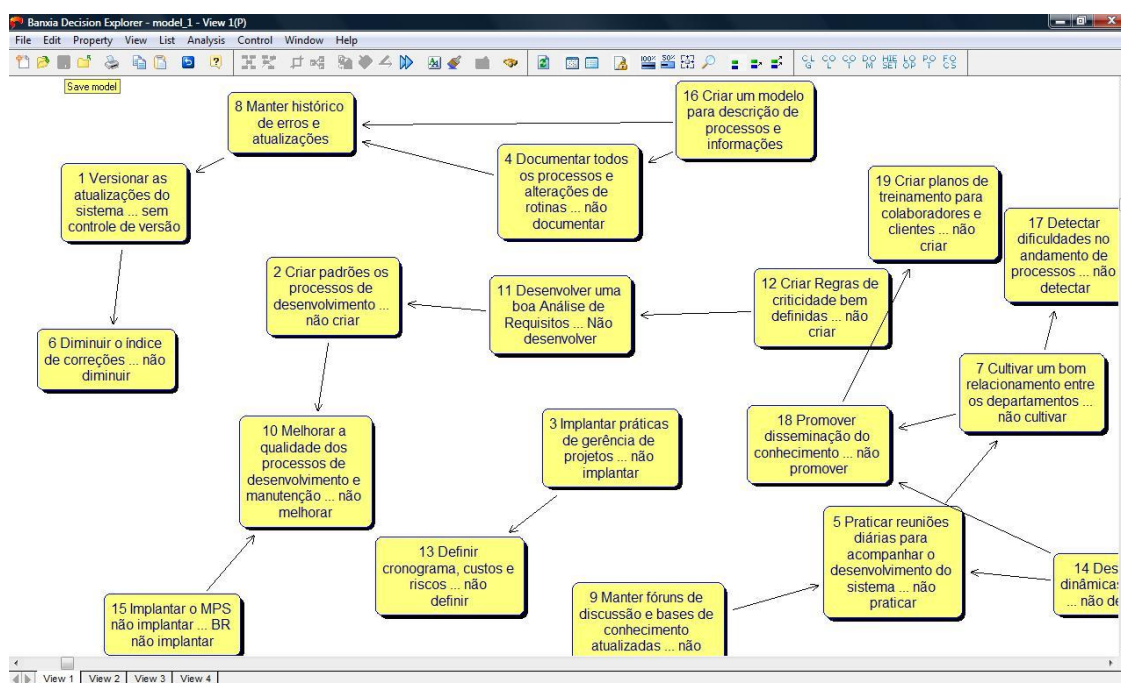 Banxia Decision Explorer - model_1 - View 1(P)
File Edit Property View List Analysis Control Window Help
Save model
8 Manter histórico
de erros e
atualizações
16 Criar um modelo
para descrição de
processos e
informações
1 Versionar as
atualizações do
sistema ... sem
controle de versão
4 Documentar todos
os processos e
alterações de
rotinas ... não
documentar
19 Criar planos de
treinamento para
colaboradores e
clientes ... não
criar
17 Detectar
dificuldades no
andamento de
processos ... não
detectar
2 Criar padrões os
processos de
desenvolvimento ...
não criar
11 Desenvolver uma
boa Análise de
Requisitos ... Não
desenvolver
12 Criar Regras de
criticidade bem
definidas ... não
criar
6 Diminuir o índice
de correções ... não
diminuir
7 Cultivar um bom
relacionamento entre
os departamentos ...
não cultivar
10 Melhorar a
qualidade dos
processos de
desenvolvimento e
manutenção ... não
melhorar
3 Implantar práticas
de gerência de
projetos ... não
implantar
18 Promover
disseminação do
conhecimento ... não
promover
5 Praticar reuniões
diárias para
acompanhar o
desenvolvimento do
sistema ... não
praticar
13 Definir
cronograma, custos e
riscos ... não
definir
14 Des
dinâmicas
... não de
15 Implantar o MPS
não implantar ... BR
não implantar
9 Manter fóruns de
discussão e bases de
conhecimento
atualizadas ... não
View 1 View 2 View 3 View 4